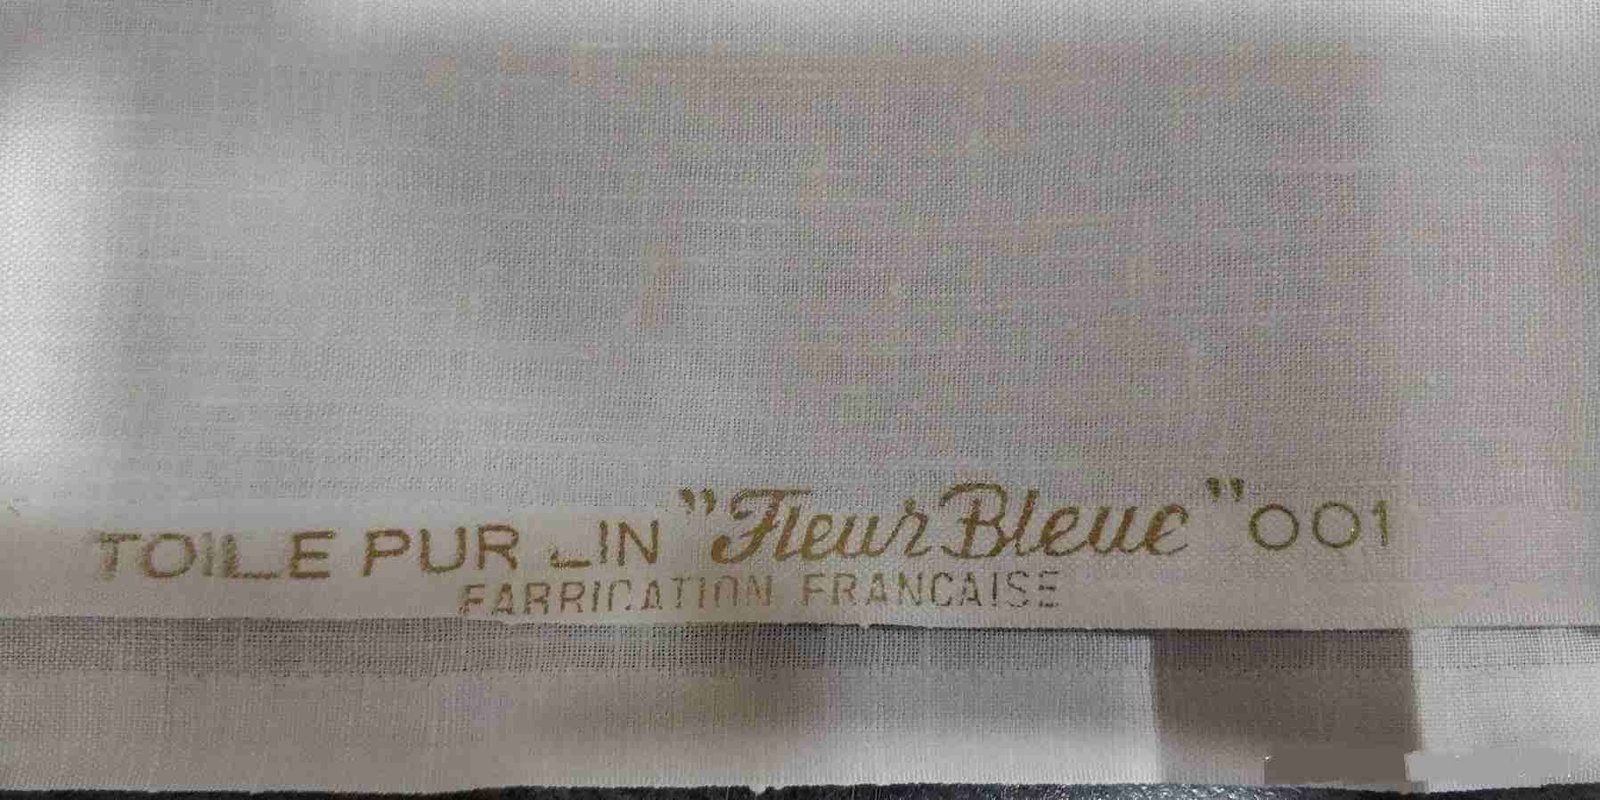 TOILE PUR LIN "Fleur Bleue" 001
FABRICATION FRANCAISE